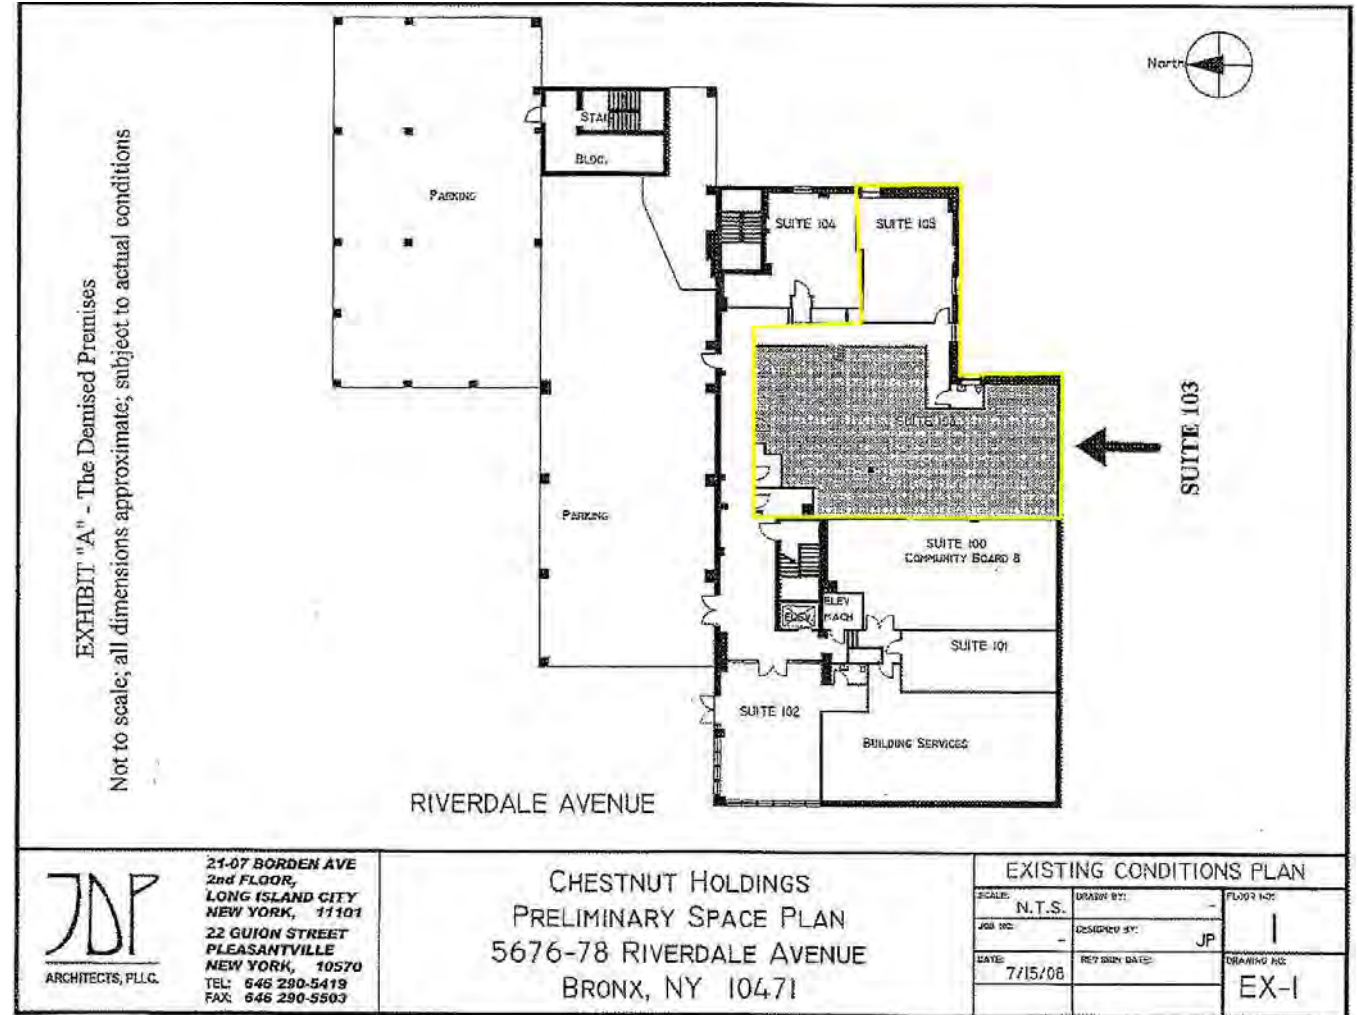 EXHIBIT "A" - The Demised Premises
Not to scale; all dimensions approximate; subject to actual conditions
North
STAI
BLDG.
PARKING
SUITE 104
SUITE 105
SUITE 103
PARKING
SUITE 100
COMMUNITY BOARD 8
ELEV
MACH
ELEV.
SUITE 101
SUITE 102
BUILDING SERVICES
RIVERDALE AVENUE
JDP
ARCHITECTS, PLLC.
21-07 BORDEN AVE
2nd FLOOR,
LONG ISLAND CITY
NEW YORK, 11101
22 GUION STREET
PLEASANTVILLE
NEW YORK, 10570
TEL: 646 290-5419
FAX: 646 290-5503
CHESTNUT HOLDINGS
PRELIMINARY SPACE PLAN
5676-78 RIVERDALE AVENUE
BRONX, NY 10471
EXISTING CONDITIONS PLAN
SCALE: N.T.S.
DRAWN BY: -
FLOOR NO: 1
JOB NO: -
DESIGNED BY: JP
DATE: 7/15/08
REVISION DATE:
DRAWING NO: EX-1